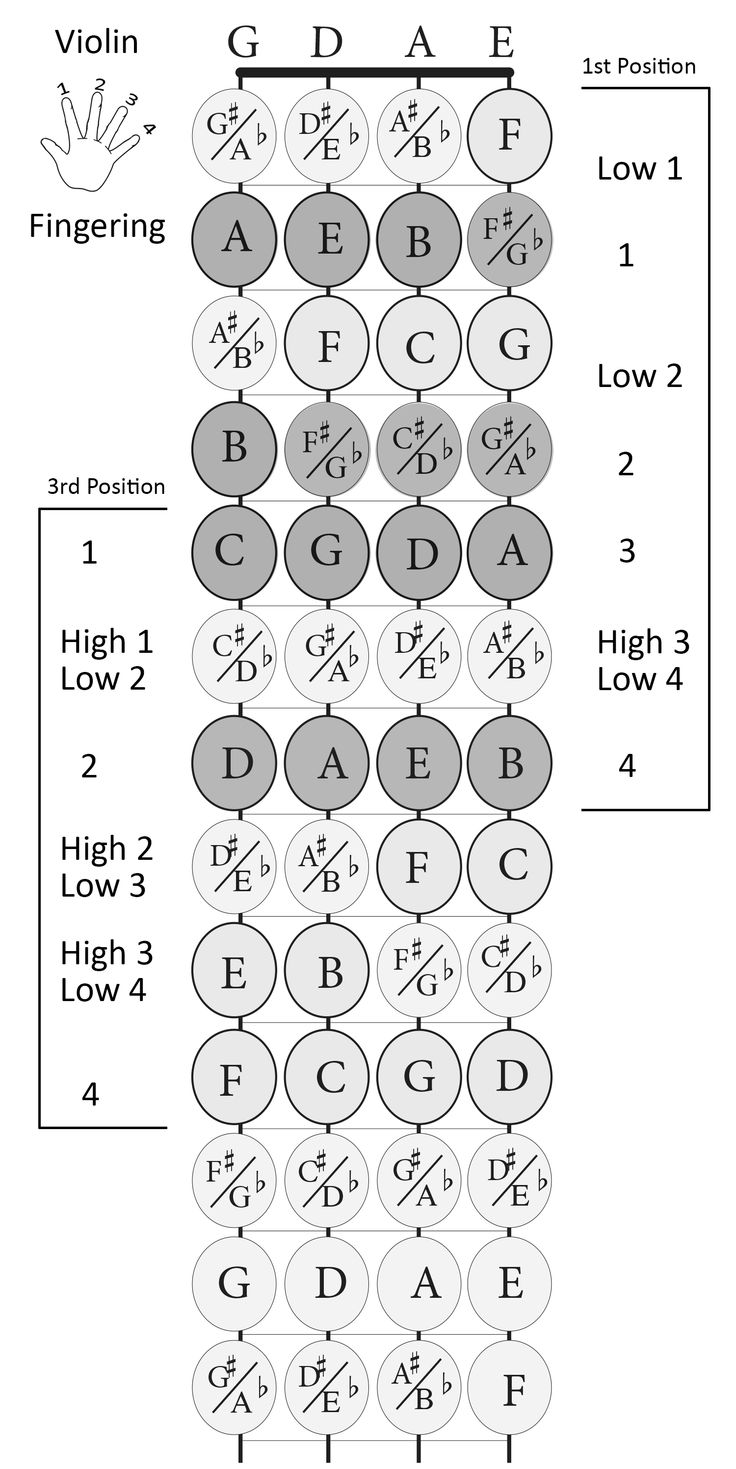 Violin
1 2 3 4
Fingering
G D A E
1st Position
G♯/A♭ D♯/E♭ A♯/B♭ F
Low 1
A E B F♯/G♭
1
A♯/B♭ F C G
Low 2
B F♯/G♭ C♯/D♭ G♯/A♭
2
3rd Position
1
C G D A
3
High 1
Low 2
C♯/D♭ G♯/A♭ D♯/E♭ A♯/B♭
High 3
Low 4
2
D A E B
4
High 2
Low 3
D♯/E♭ A♯/B♭ F C
High 3
Low 4
E B F♯/G♭ C♯/D♭
4
F C G D
F♯/G♭ C♯/D♭ G♯/A♭ D♯/E♭
G D A E
G♯/A♭ D♯/E♭ A♯/B♭ F